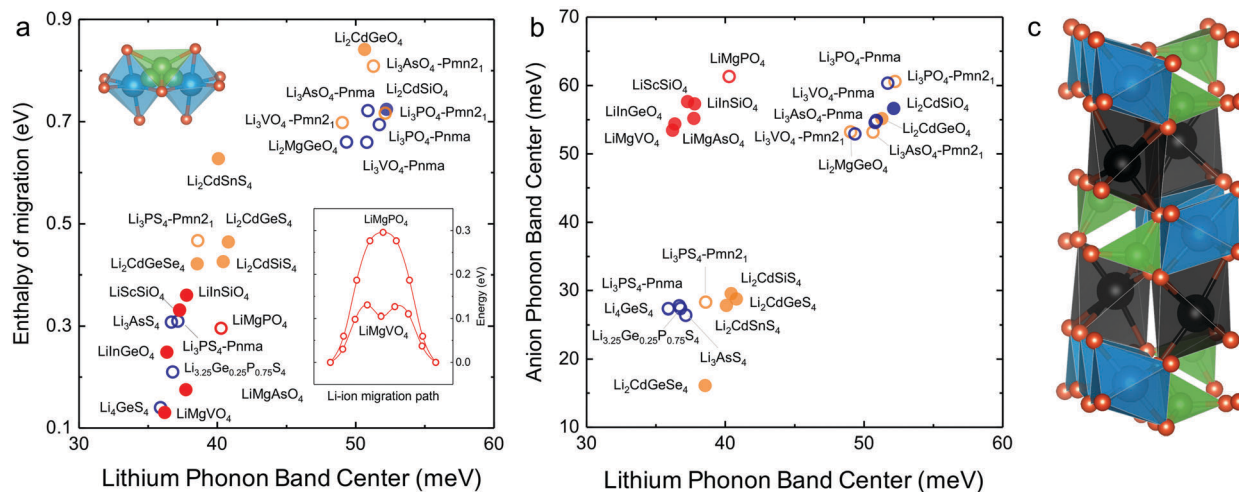 a
Enthalpy of migration (eV)
0.9
0.7
0.5
0.3
0.1
Li₂CdGeO₄
Li₃AsO₄-Pmn2₁
Li₃AsO₄-Pnma
Li₂CdSiO₄
Li₃VO₄-Pmn2₁
Li₃PO₄-Pmn2₁
Li₂MgGeO₄
Li₃PO₄-Pnma
Li₃VO₄-Pnma
Li₂CdSnS₄
Li₃PS₄-Pmn2₁
Li₂CdGeS₄
Li₂CdGeSe₄
Li₂CdSiS₄
LiScSiO₄
LiInSiO₄
Li₃AsS₄
LiMgPO₄
Li₃PS₄-Pnma
LiInGeO₄
Li₃.₂₅Ge₀.₂₅P₀.₇₅S₄
LiMgAsO₄
Li₄GeS₄
LiMgVO₄
LiMgPO₄
LiMgVO₄
0.3
0.2
0.1
0.0
Energy (eV)
Li-ion migration path
30 40 50 60
Lithium Phonon Band Center (meV)
b
Anion Phonon Band Center (meV)
70
60
50
40
30
20
10
LiMgPO₄
LiScSiO₄
LiInSiO₄
LiInGeO₄
LiMgVO₄
LiMgAsO₄
Li₃PO₄-Pnma
Li₃PO₄-Pmn2₁
Li₃VO₄-Pnma
Li₃AsO₄-Pnma
Li₂CdSiO₄
Li₃VO₄-Pmn2₁
Li₂CdGeO₄
Li₂MgGeO₄
Li₃AsO₄-Pmn2₁
Li₃PS₄-Pmn2₁
Li₃PS₄-Pnma
Li₂CdSiS₄
Li₄GeS₄
Li₂CdGeS₄
Li₃.₂₅Ge₀.₂₅P₀.₇₅S₄
Li₂CdSnS₄
Li₃AsS₄
Li₂CdGeSe₄
30 40 50 60
Lithium Phonon Band Center (meV)
c